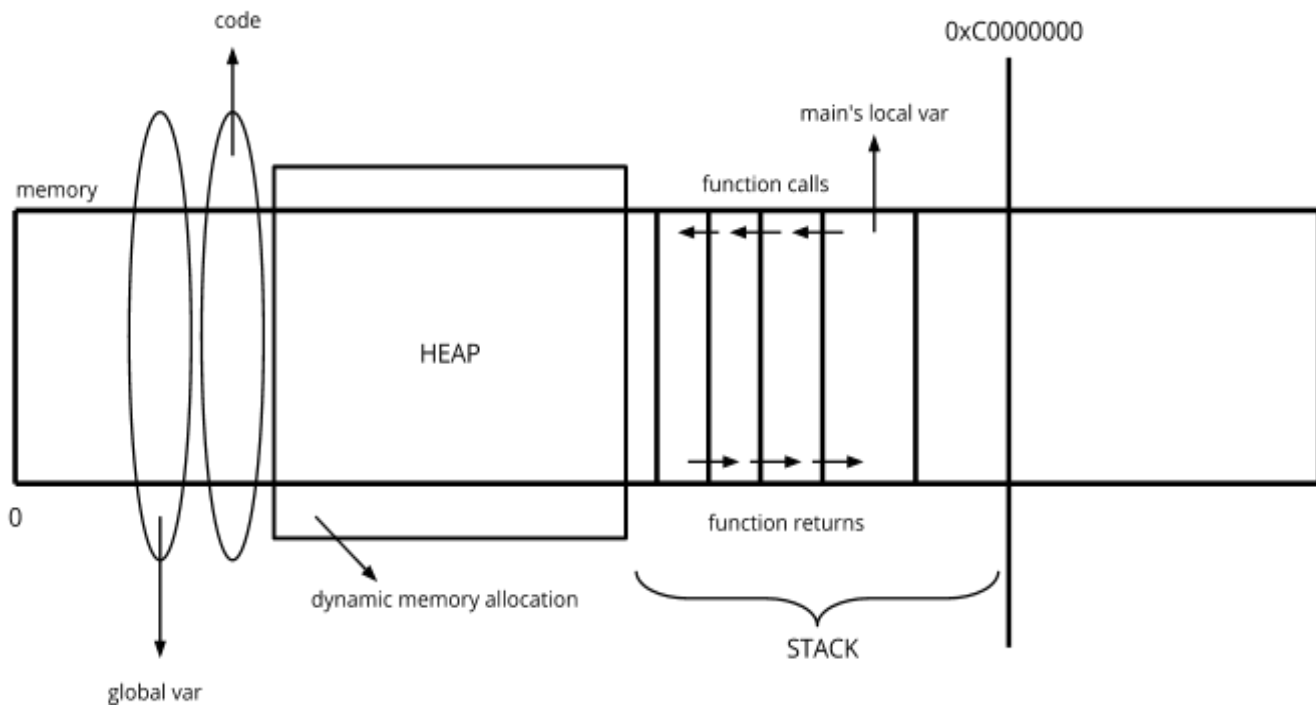 code
0xC0000000
main's local var
memory
function calls
HEAP
0
function returns
dynamic memory allocation
STACK
global var